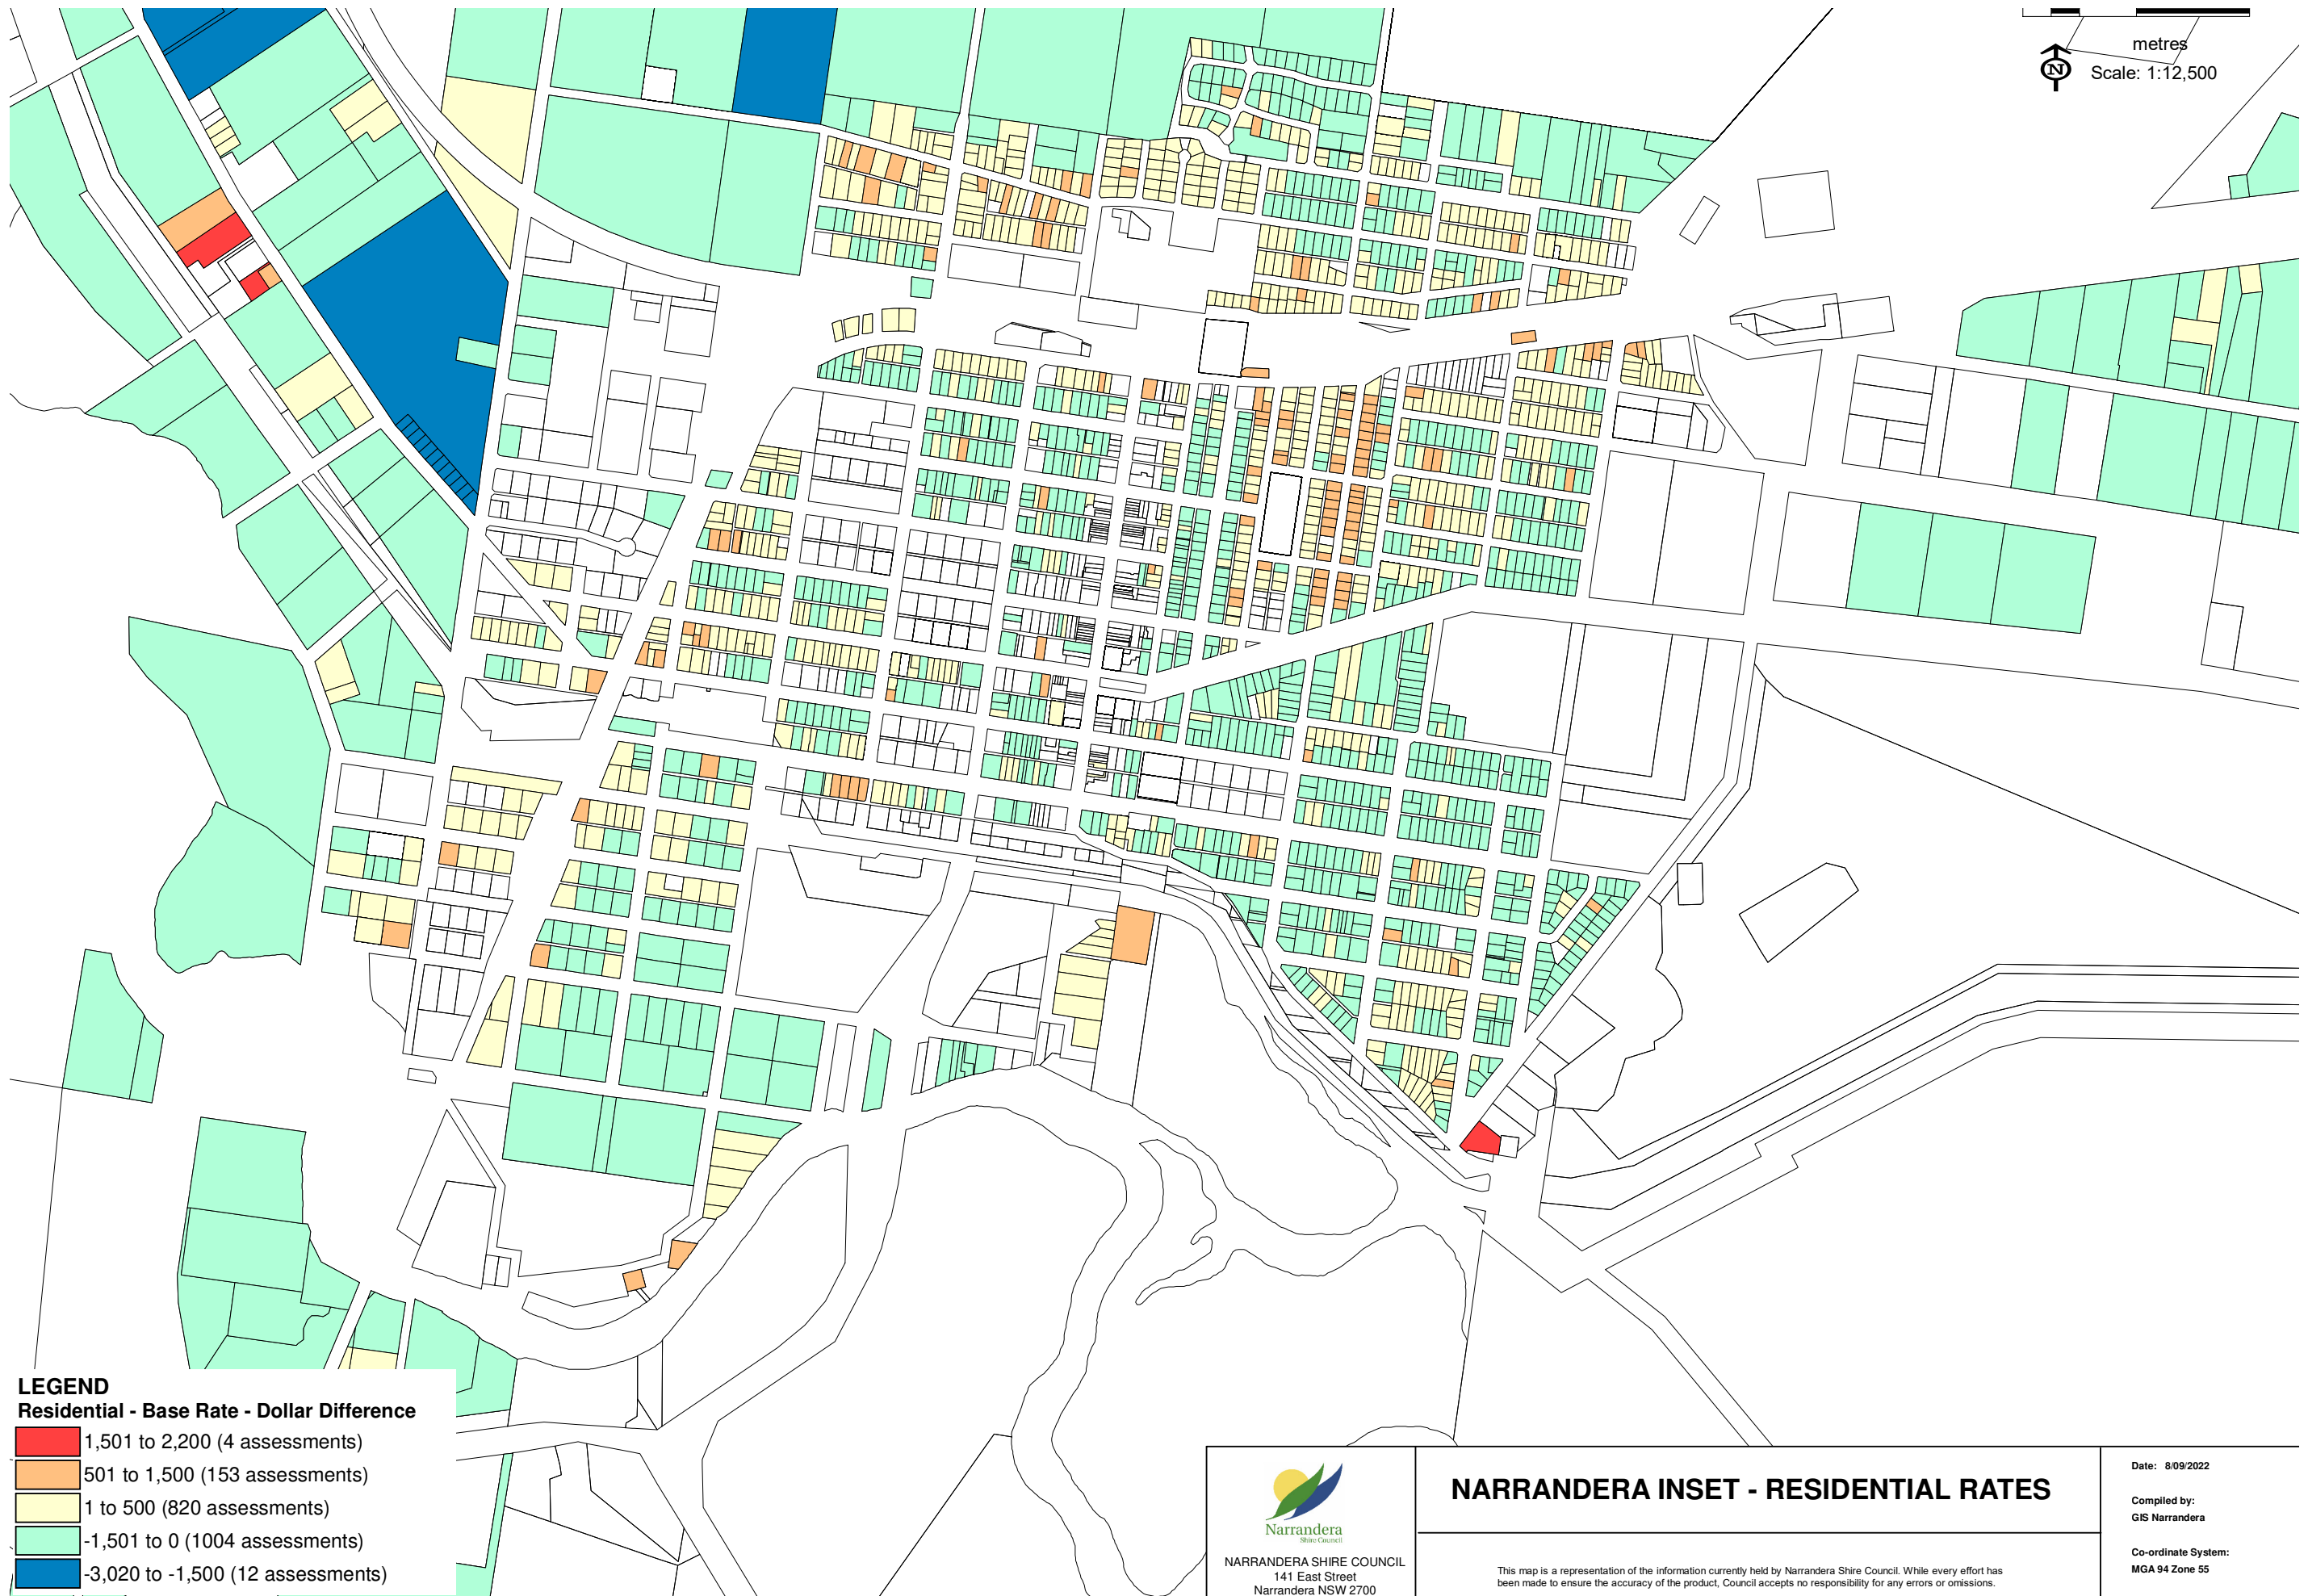 metres
N
Scale: 1:12,500
LEGEND
Residential - Base Rate - Dollar Difference
1,501 to 2,200 (4 assessments)
501 to 1,500 (153 assessments)
1 to 500 (820 assessments)
-1,501 to 0 (1004 assessments)
-3,020 to -1,500 (12 assessments)
Narrandera
Shire Council
NARRANDERA SHIRE COUNCIL
141 East Street
Narrandera NSW 2700
NARRANDERA INSET - RESIDENTIAL RATES
This map is a representation of the information currently held by Narrandera Shire Council. While every effort has
been made to ensure the accuracy of the product, Council accepts no responsibility for any errors or omissions.
Date: 8/09/2022
Compiled by:
GIS Narrandera
Co-ordinate System:
MGA 94 Zone 55